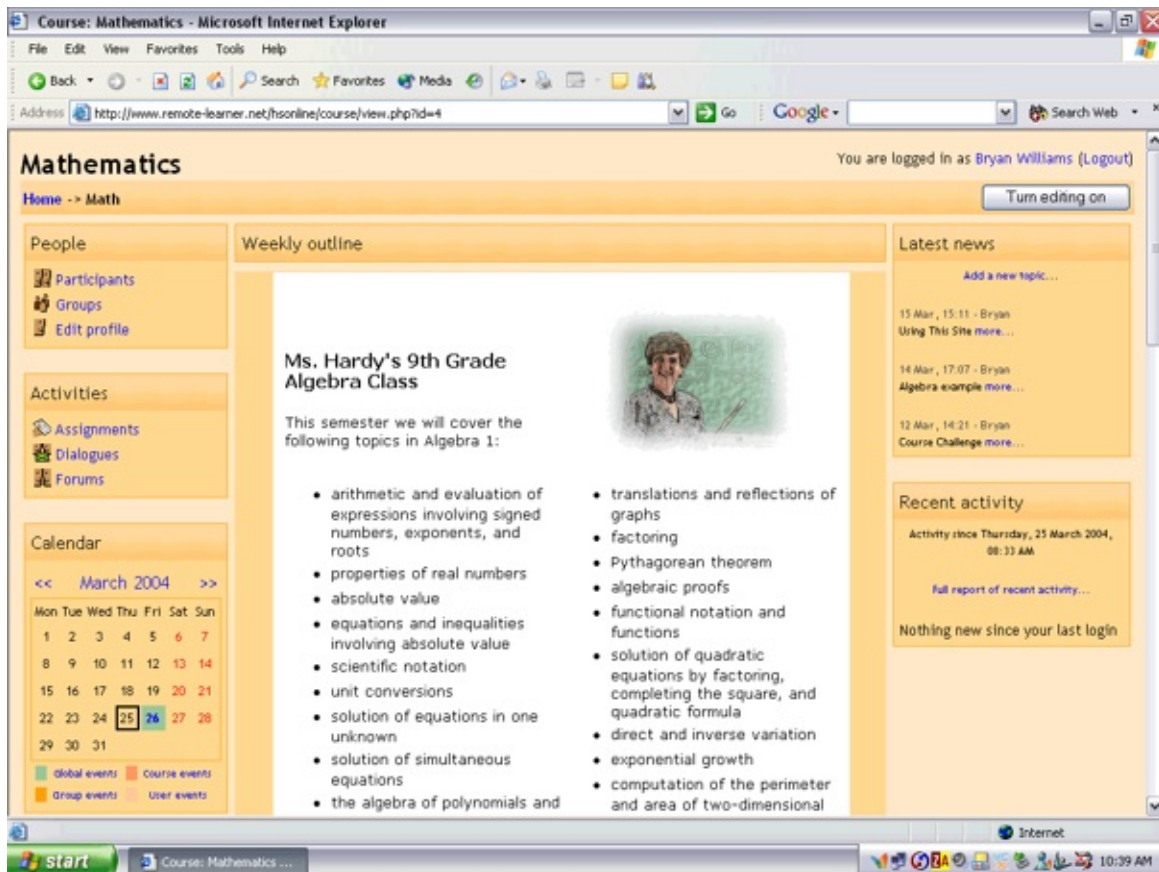 Course: Mathematics - Microsoft Internet Explorer
File Edit View Favorites Tools Help
Back Search Favorites Media
Address http://www.remote-learner.net/hsonline/course/view.php?id=4 Go Google Search Web
Mathematics
You are logged in as Bryan Williams (Logout)
Home -> Math
Turn editing on
People
Participants
Groups
Edit profile
Activities
Assignments
Dialogues
Forums
Calendar
<< March 2004 >>
Mon Tue Wed Thu Fri Sat Sun
1 2 3 4 5 6 7
8 9 10 11 12 13 14
15 16 17 18 19 20 21
22 23 24 25 26 27 28
29 30 31
Global events Course events
Group events User events
Weekly outline
Ms. Hardy's 9th Grade
Algebra Class
This semester we will cover the
following topics in Algebra 1:
• arithmetic and evaluation of
expressions involving signed
numbers, exponents, and
roots
• properties of real numbers
• absolute value
• equations and inequalities
involving absolute value
• scientific notation
• unit conversions
• solution of equations in one
unknown
• solution of simultaneous
equations
• the algebra of polynomials and
• translations and reflections of
graphs
• factoring
• Pythagorean theorem
• algebraic proofs
• functional notation and
functions
• solution of quadratic
equations by factoring,
completing the square, and
quadratic formula
• direct and inverse variation
• exponential growth
• computation of the perimeter
and area of two-dimensional
Latest news
Add a new topic...
15 Mar, 15:11 - Bryan
Using This Site more...
14 Mar, 17:07 - Bryan
Algebra example more...
12 Mar, 14:21 - Bryan
Course Challenge more...
Recent activity
Activity since Thursday, 25 March 2004,
08:33 AM
Full report of recent activity...
Nothing new since your last login
Internet
start Course: Mathematics ... 10:39 AM